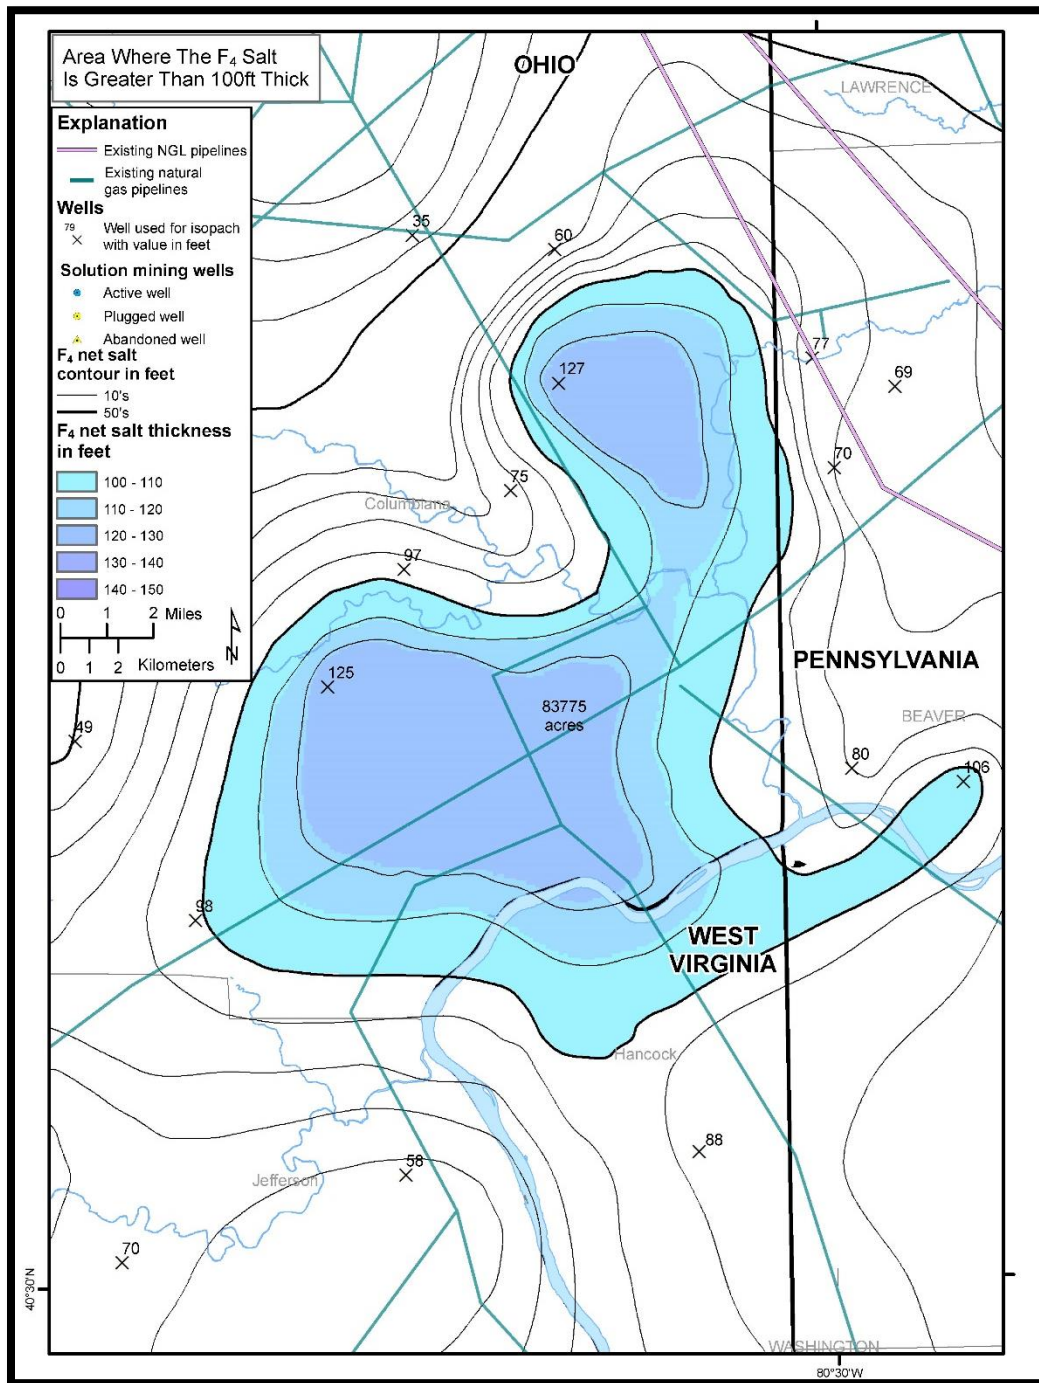 Area Where The F₄ Salt
Is Greater Than 100ft Thick
Explanation
Existing NGL pipelines
Existing natural
gas pipelines
Wells
79
Well used for isopach
with value in feet
Solution mining wells
Active well
Plugged well
Abandoned well
F₄ net salt
contour in feet
10's
50's
F₄ net salt thickness
in feet
100 - 110
110 - 120
120 - 130
130 - 140
140 - 150
0 1 2 Miles
0 1 2 Kilometers
N
OHIO
LAWRENCE
35
60
77
127
69
70
75
Columbiana
97
PENNSYLVANIA
125
83775
acres
BEAVER
49
80
106
98
WEST
VIRGINIA
Hancock
88
58
Jefferson
70
40°30'N
WASHINGTON
80°30'W